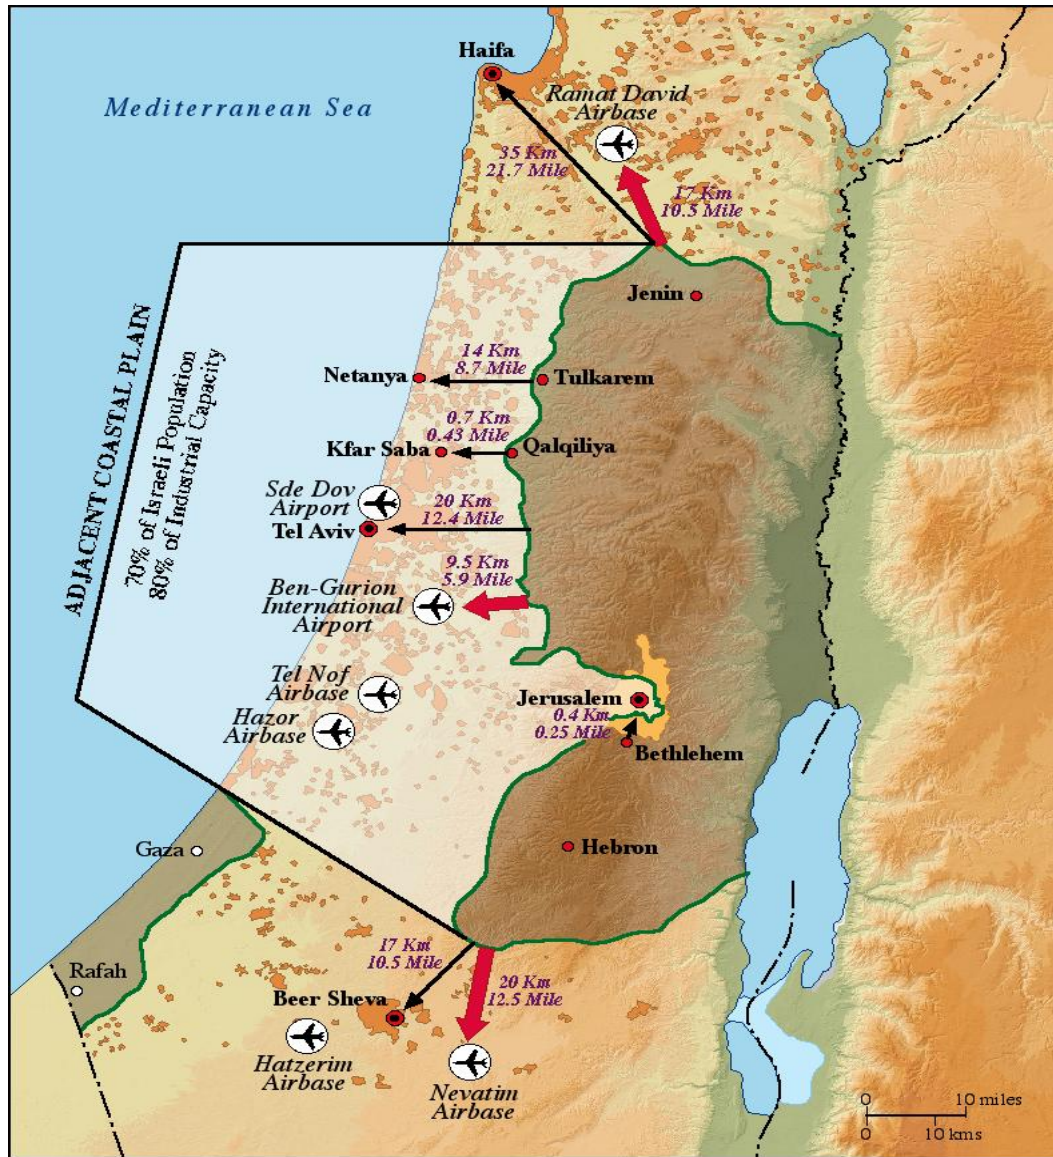 Haifa
Mediterranean Sea
Ramat David
Airbase
35 Km
21.7 Mile
17 Km
10.5 Mile
Jenin
ADJACENT COASTAL PLAIN
70% of Israeli Population
80% of Industrial Capacity
14 Km
8.7 Mile
Netanya
Tulkarem
0.7 Km
0.43 Mile
Kfar Saba
Qalqiliya
Sde Dov
Airport
20 Km
12.4 Mile
Tel Aviv
9.5 Km
5.9 Mile
Ben-Gurion
International
Airport
Tel Nof
Airbase
Jerusalem
Hazor
Airbase
0.4 Km
0.25 Mile
Bethlehem
Gaza
Hebron
17 Km
10.5 Mile
Rafah
20 Km
12.5 Mile
Beer Sheva
Hatzerim
Airbase
Nevatim
Airbase
0 10 miles
0 10 kms